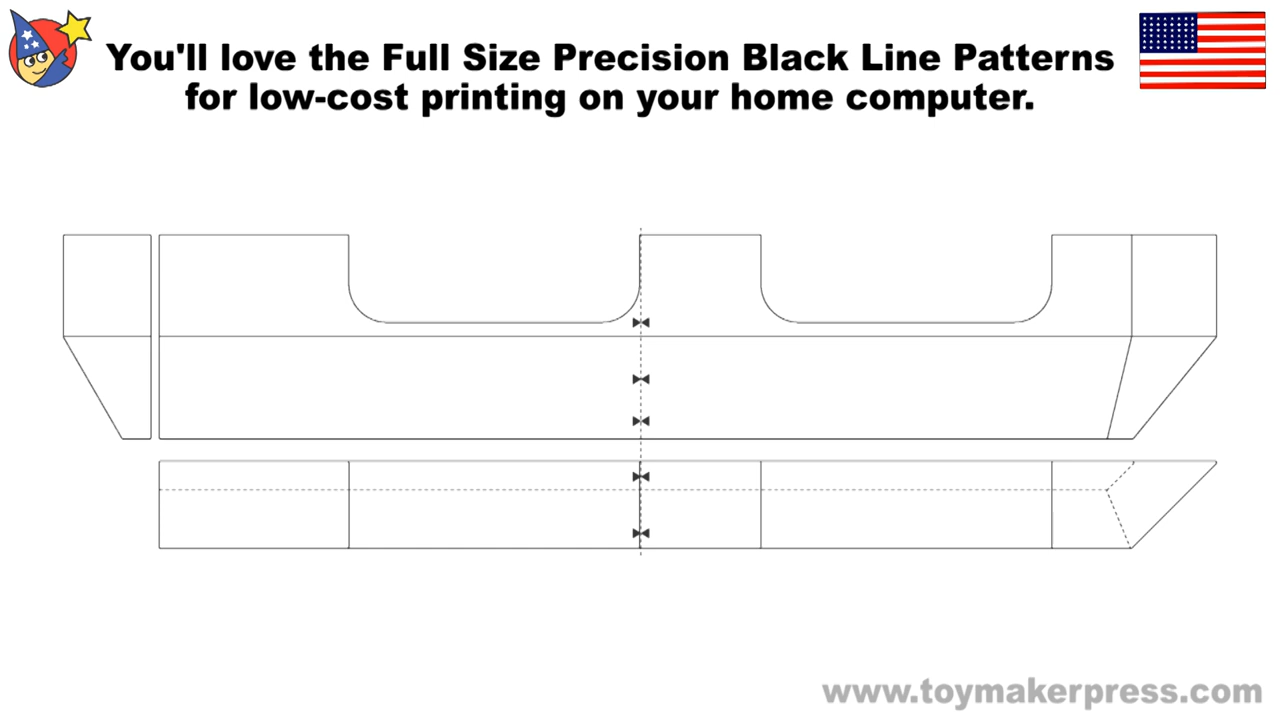 You'll love the Full Size Precision Black Line Patterns
for low-cost printing on your home computer.
www.toymakerpress.com